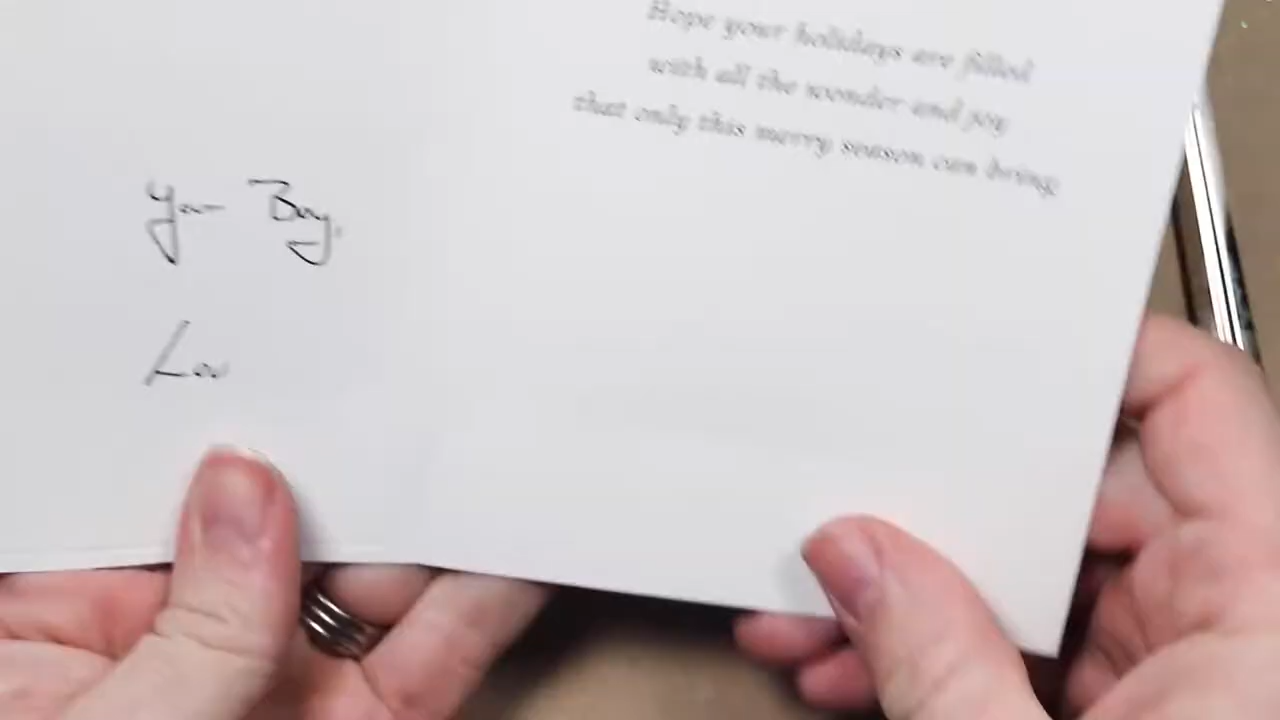 Your Boy,
Lou
Hope your holidays are filled
with all the wonder and joy
that only this merry season can bring